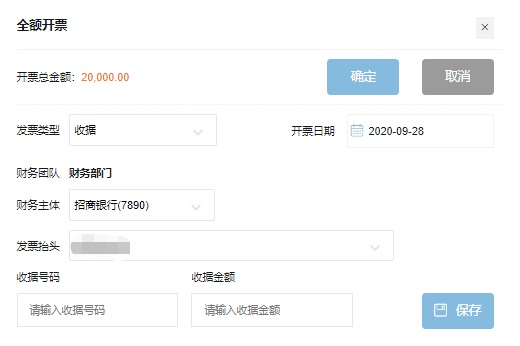 全额开票
×
开票总金额：20,000.00 确定 取消
发票类型 收据 开票日期 2020-09-28
财务团队 财务部门
财务主体 招商银行(7890)
发票抬头
收据号码 收据金额
请输入收据号码 请输入收据金额 保存